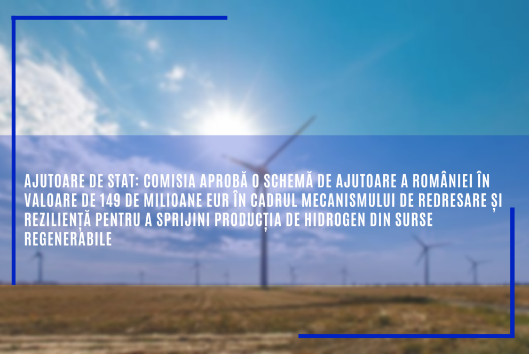 AJUTOARE DE STAT: COMISIA APROBĂ O SCHEMĂ DE AJUTOARE A ROMÂNIEI ÎN
VALOARE DE 149 DE MILIOANE EUR ÎN CADRUL MECANISMULUI DE REDRESARE ȘI
REZILIENȚĂ PENTRU A SPRIJINI PRODUCȚIA DE HIDROGEN DIN SURSE
REGENERABILE